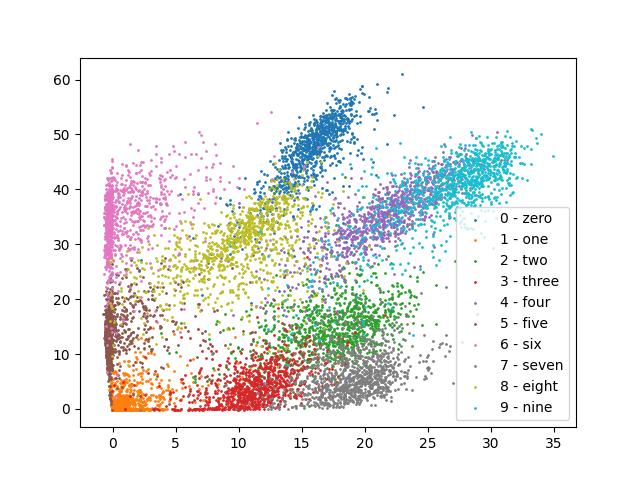 60
50
40
30
20
10
0
0 - zero
1 - one
2 - two
3 - three
4 - four
5 - five
6 - six
7 - seven
8 - eight
9 - nine
0 5 10 15 20 25 30 35